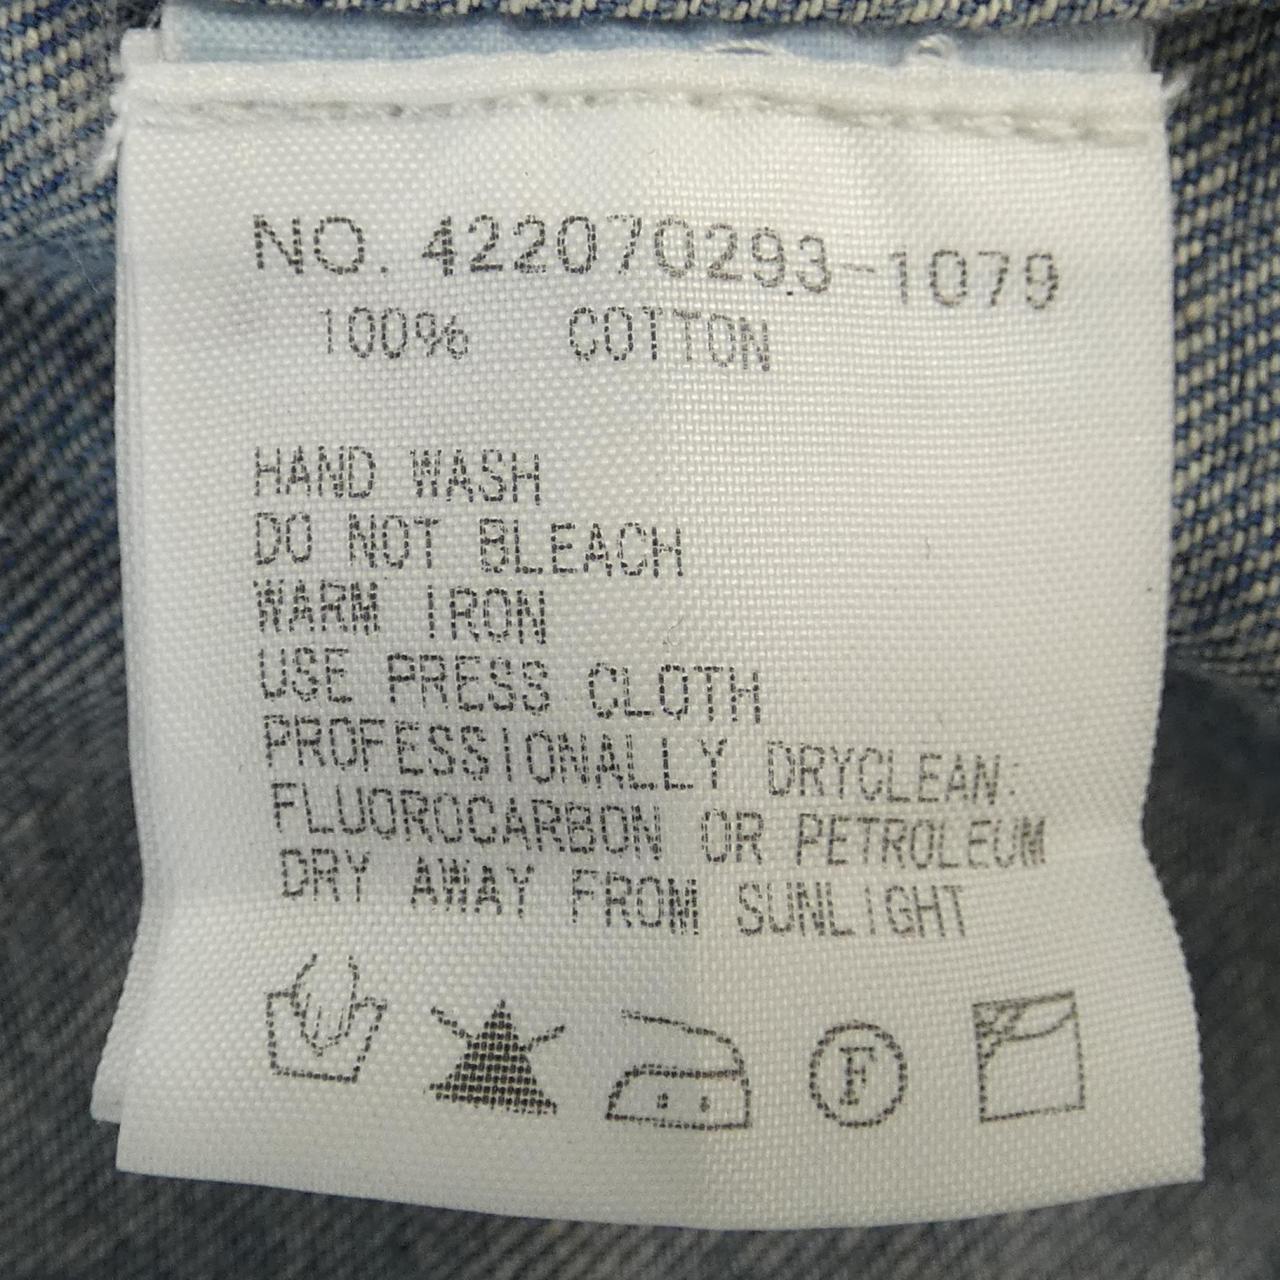 NO. 422070293-1079
100% COTTON
HAND WASH
DO NOT BLEACH
WARM IRON
USE PRESS CLOTH
PROFESSIONALLY DRYCLEAN.
FLUOROCARBON OR PETROLEUM
DRY AWAY FROM SUNLIGHT
F